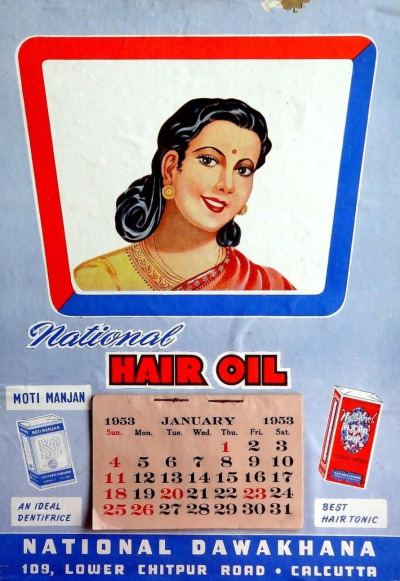 National
HAIR OIL
MOTI MANJAN
MOTI MANJAN
AN IDEAL
DENTIFRICE
1953 JANUARY 1953
Sun. Mon. Tue. Wed. Thu. Fri. Sat.
1 2 3
4 5 6 7 8 9 10
11 12 13 14 15 16 17
18 19 20 21 22 23 24
25 26 27 28 29 30 31
National
BEST
HAIR TONIC
NATIONAL DAWAKHANA
109, LOWER CHITPUR ROAD • CALCUTTA